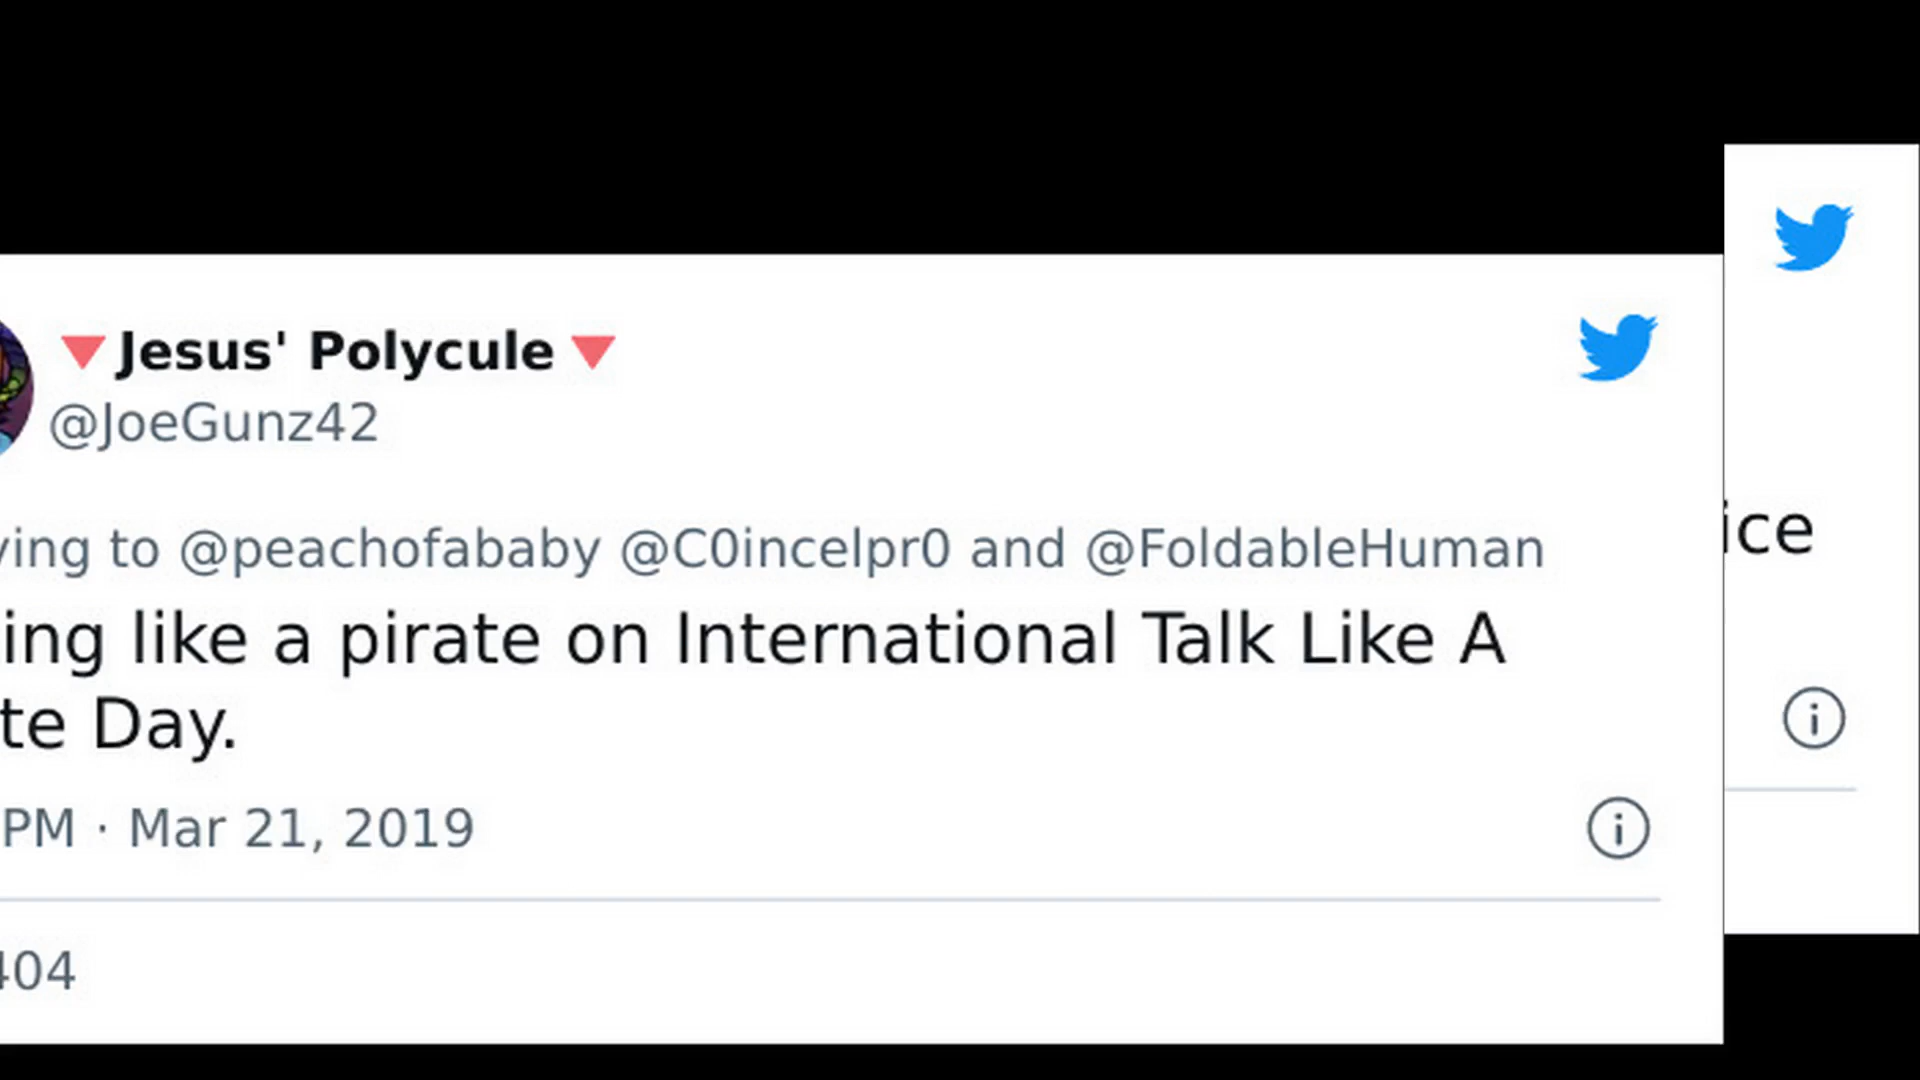 Jesus' Polycule
@JoeGunz42
ying to @peachofababy @C0incelpr0 and @FoldableHuman
ing like a pirate on International Talk Like A
te Day.
PM · Mar 21, 2019
404
ice